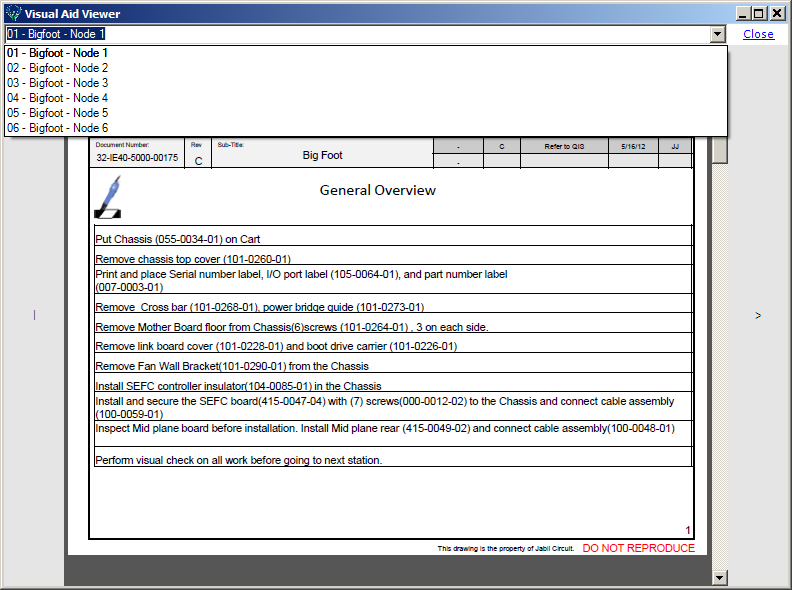 Visual Aid Viewer
01 - Bigfoot - Node 1
Close
01 - Bigfoot - Node 1
02 - Bigfoot - Node 2
03 - Bigfoot - Node 3
04 - Bigfoot - Node 4
05 - Bigfoot - Node 5
06 - Bigfoot - Node 6
Document Number: Rev Sub-Title: - C Refer to QIS 5/16/12 JJ
32-IE40-5000-00175 C Big Foot -
General Overview
Put Chassis (055-0034-01) on Cart
Remove chassis top cover (101-0260-01)
Print and place Serial number label, I/O port label (105-0064-01), and part number label
(007-0003-01)
Remove Cross bar (101-0268-01), power bridge guide (101-0273-01)
Remove Mother Board floor from Chassis(6)screws (101-0264-01) , 3 on each side.
Remove link board cover (101-0228-01) and boot drive carrier (101-0226-01)
Remove Fan Wall Bracket(101-0290-01) from the Chassis
Install SEFC controller insulator(104-0085-01) in the Chassis
Install and secure the SEFC board(415-0047-04) with (7) screws(000-0012-02) to the Chassis and connect cable assembly
(100-0059-01)
Inspect Mid plane board before installation. Install Mid plane rear (415-0049-02) and connect cable assembly(100-0048-01)
Perform visual check on all work before going to next station.
| >
1
This drawing is the property of Jabil Circuit. DO NOT REPRODUCE